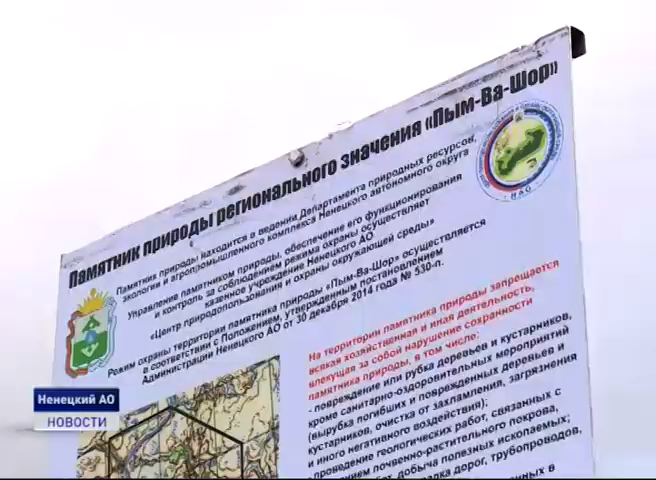 Памятник природы регионального значения «Пым-Ва-Шор»
Памятник природы находится в ведении Департамента природных ресурсов,
экологии и агропромышленного комплекса Ненецкого автономного округа
Управление памятником природы, обеспечение его функционирования
и контроль за соблюдением режима охраны осуществляет
казенное учреждение Ненецкого АО
«Центр природопользования и охраны окружающей среды»
Режим охраны территории памятника природы «Пым-Ва-Шор» осуществляется
в соответствии с Положением, утвержденным постановлением
Администрации Ненецкого АО от 30 декабря 2014 года № 530-п.
НАО
На территории памятника природы запрещается
всякая хозяйственная и иная деятельность,
влекущая за собой нарушение сохранности
памятника природы, в том числе:
- повреждение или рубка деревьев и кустарников,
кроме санитарно-оздоровительных мероприятий
(вырубка погибших и поврежденных деревьев и
кустарников, очистка от захламления, загрязнения
и иного негативного воздействия);
- проведение геологических работ, связанных с
почвенно-растительного покрова,
добыча полезных ископаемых;
дорог, трубопроводов,
в
Ненецкий АО
НОВОСТИ